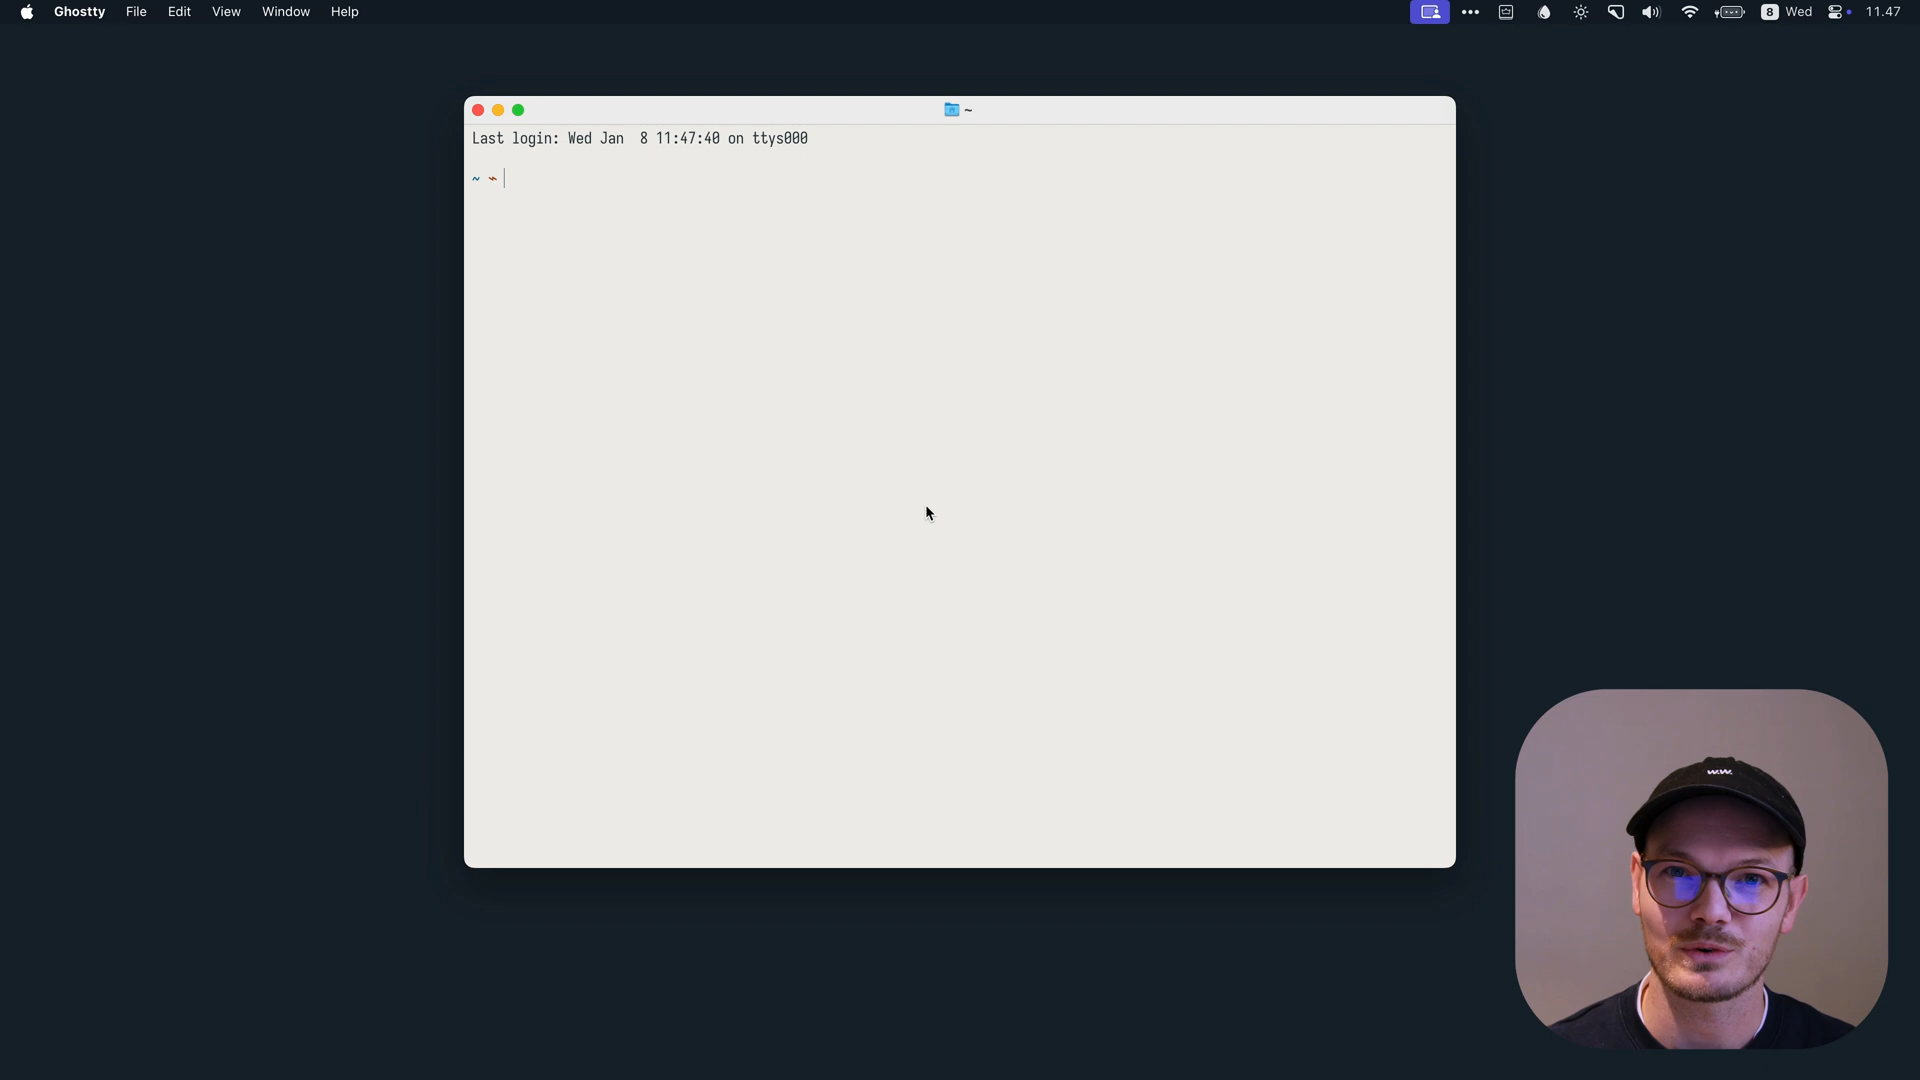 Ghostty File Edit View Window Help 8 Wed 11.47
~
Last login: Wed Jan  8 11:47:40 on ttys000
~ ⌁
w.w.